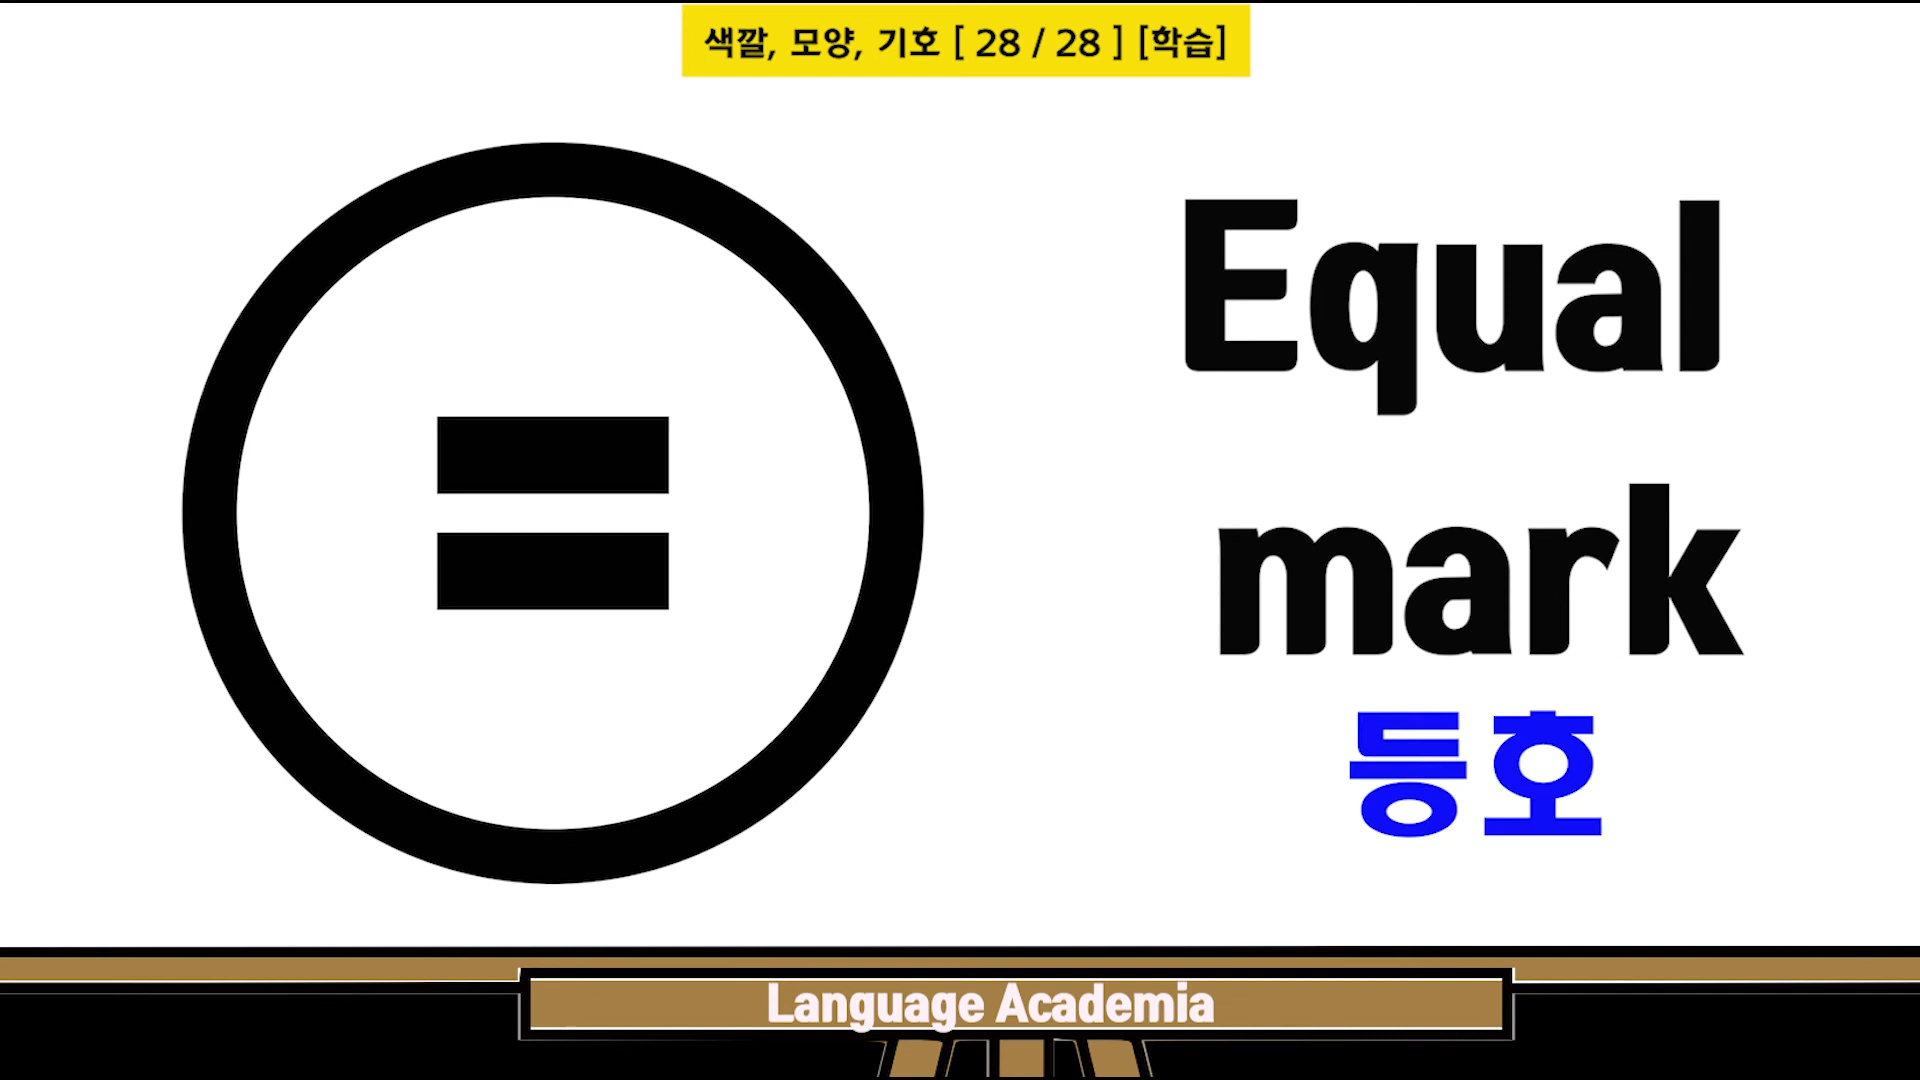 색깔, 모양, 기호 [ 28 / 28 ] [학습]
=
Equal
mark
등호
Language Academia